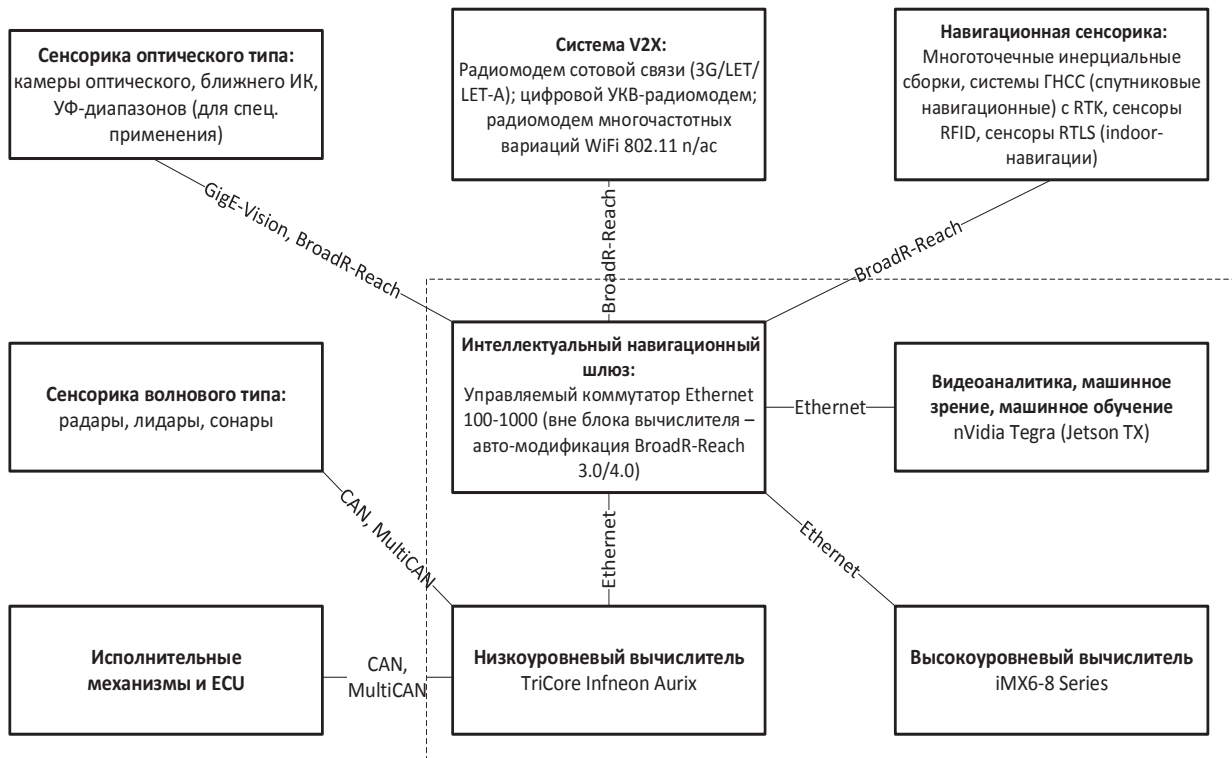 Сенсорика оптического типа:
камеры оптического, ближнего ИК,
УФ-диапазонов (для спец.
применения)
Система V2X:
Радиомодем сотовой связи (3G/LET/
LET-A); цифровой УКВ-радиомодем;
радиомодем многочастотных
вариаций WiFi 802.11 n/ac
Навигационная сенсорика:
Многоточечные инерциальные
сборки, системы ГНСС (спутниковые
навигационные) с RTK, сенсоры
RFID, сенсоры RTLS (indoor-
навигации)
GigE-Vision, BroadR-Reach
BroadR-Reach
BroadR-Reach
Сенсорика волнового типа:
радары, лидары, сонары
Интеллектуальный навигационный
шлюз:
Управляемый коммутатор Ethernet
100-1000 (вне блока вычислителя –
авто-модификация BroadR-Reach
3.0/4.0)
Ethernet
Видеоаналитика, машинное
зрение, машинное обучение
nVidia Tegra (Jetson TX)
CAN, MultiCAN
Ethernet
Ethernet
Исполнительные
механизмы и ECU
CAN,
MultiCAN
Низкоуровневый вычислитель
TriCore Infneon Aurix
Высокоуровневый вычислитель
iMX6-8 Series